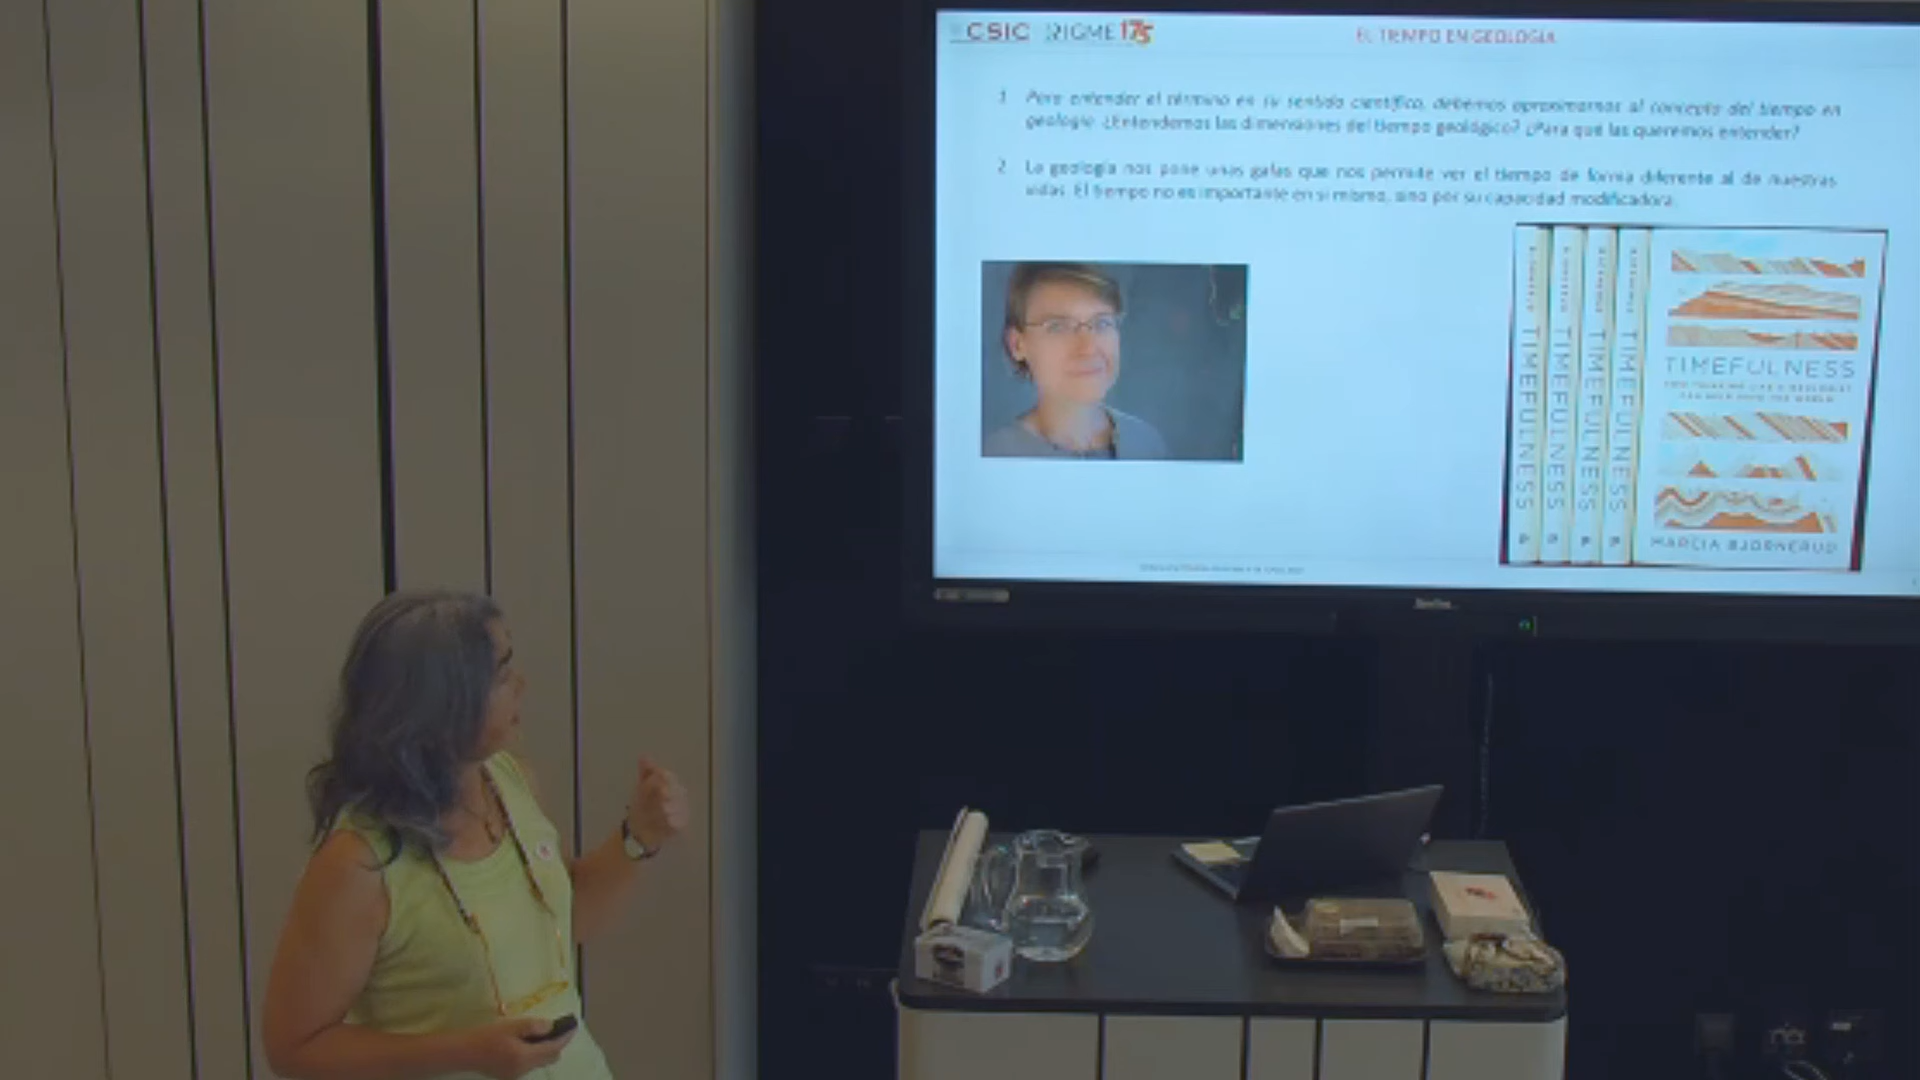 CSIC IGME 175
EL TIEMPO EN GEOLOGIA
1 Para entender el término en su sentido científico, debemos aproximarnos al concepto del tiempo en
geología. ¿Entendemos las dimensiones del tiempo geológico? ¿Para qué las queremos entender?
2 La geología nos pone unas gafas que nos permite ver el tiempo de forma diferente al de nuestras
vidas. El tiempo no es importante en si mismo, sino por su capacidad modificadora.
TIMEFULNESS
TIMEFULNESS
TIMEFULNESS
TIMEFULNESS
TIMEFULNESS
MARCIA BJORNERUD